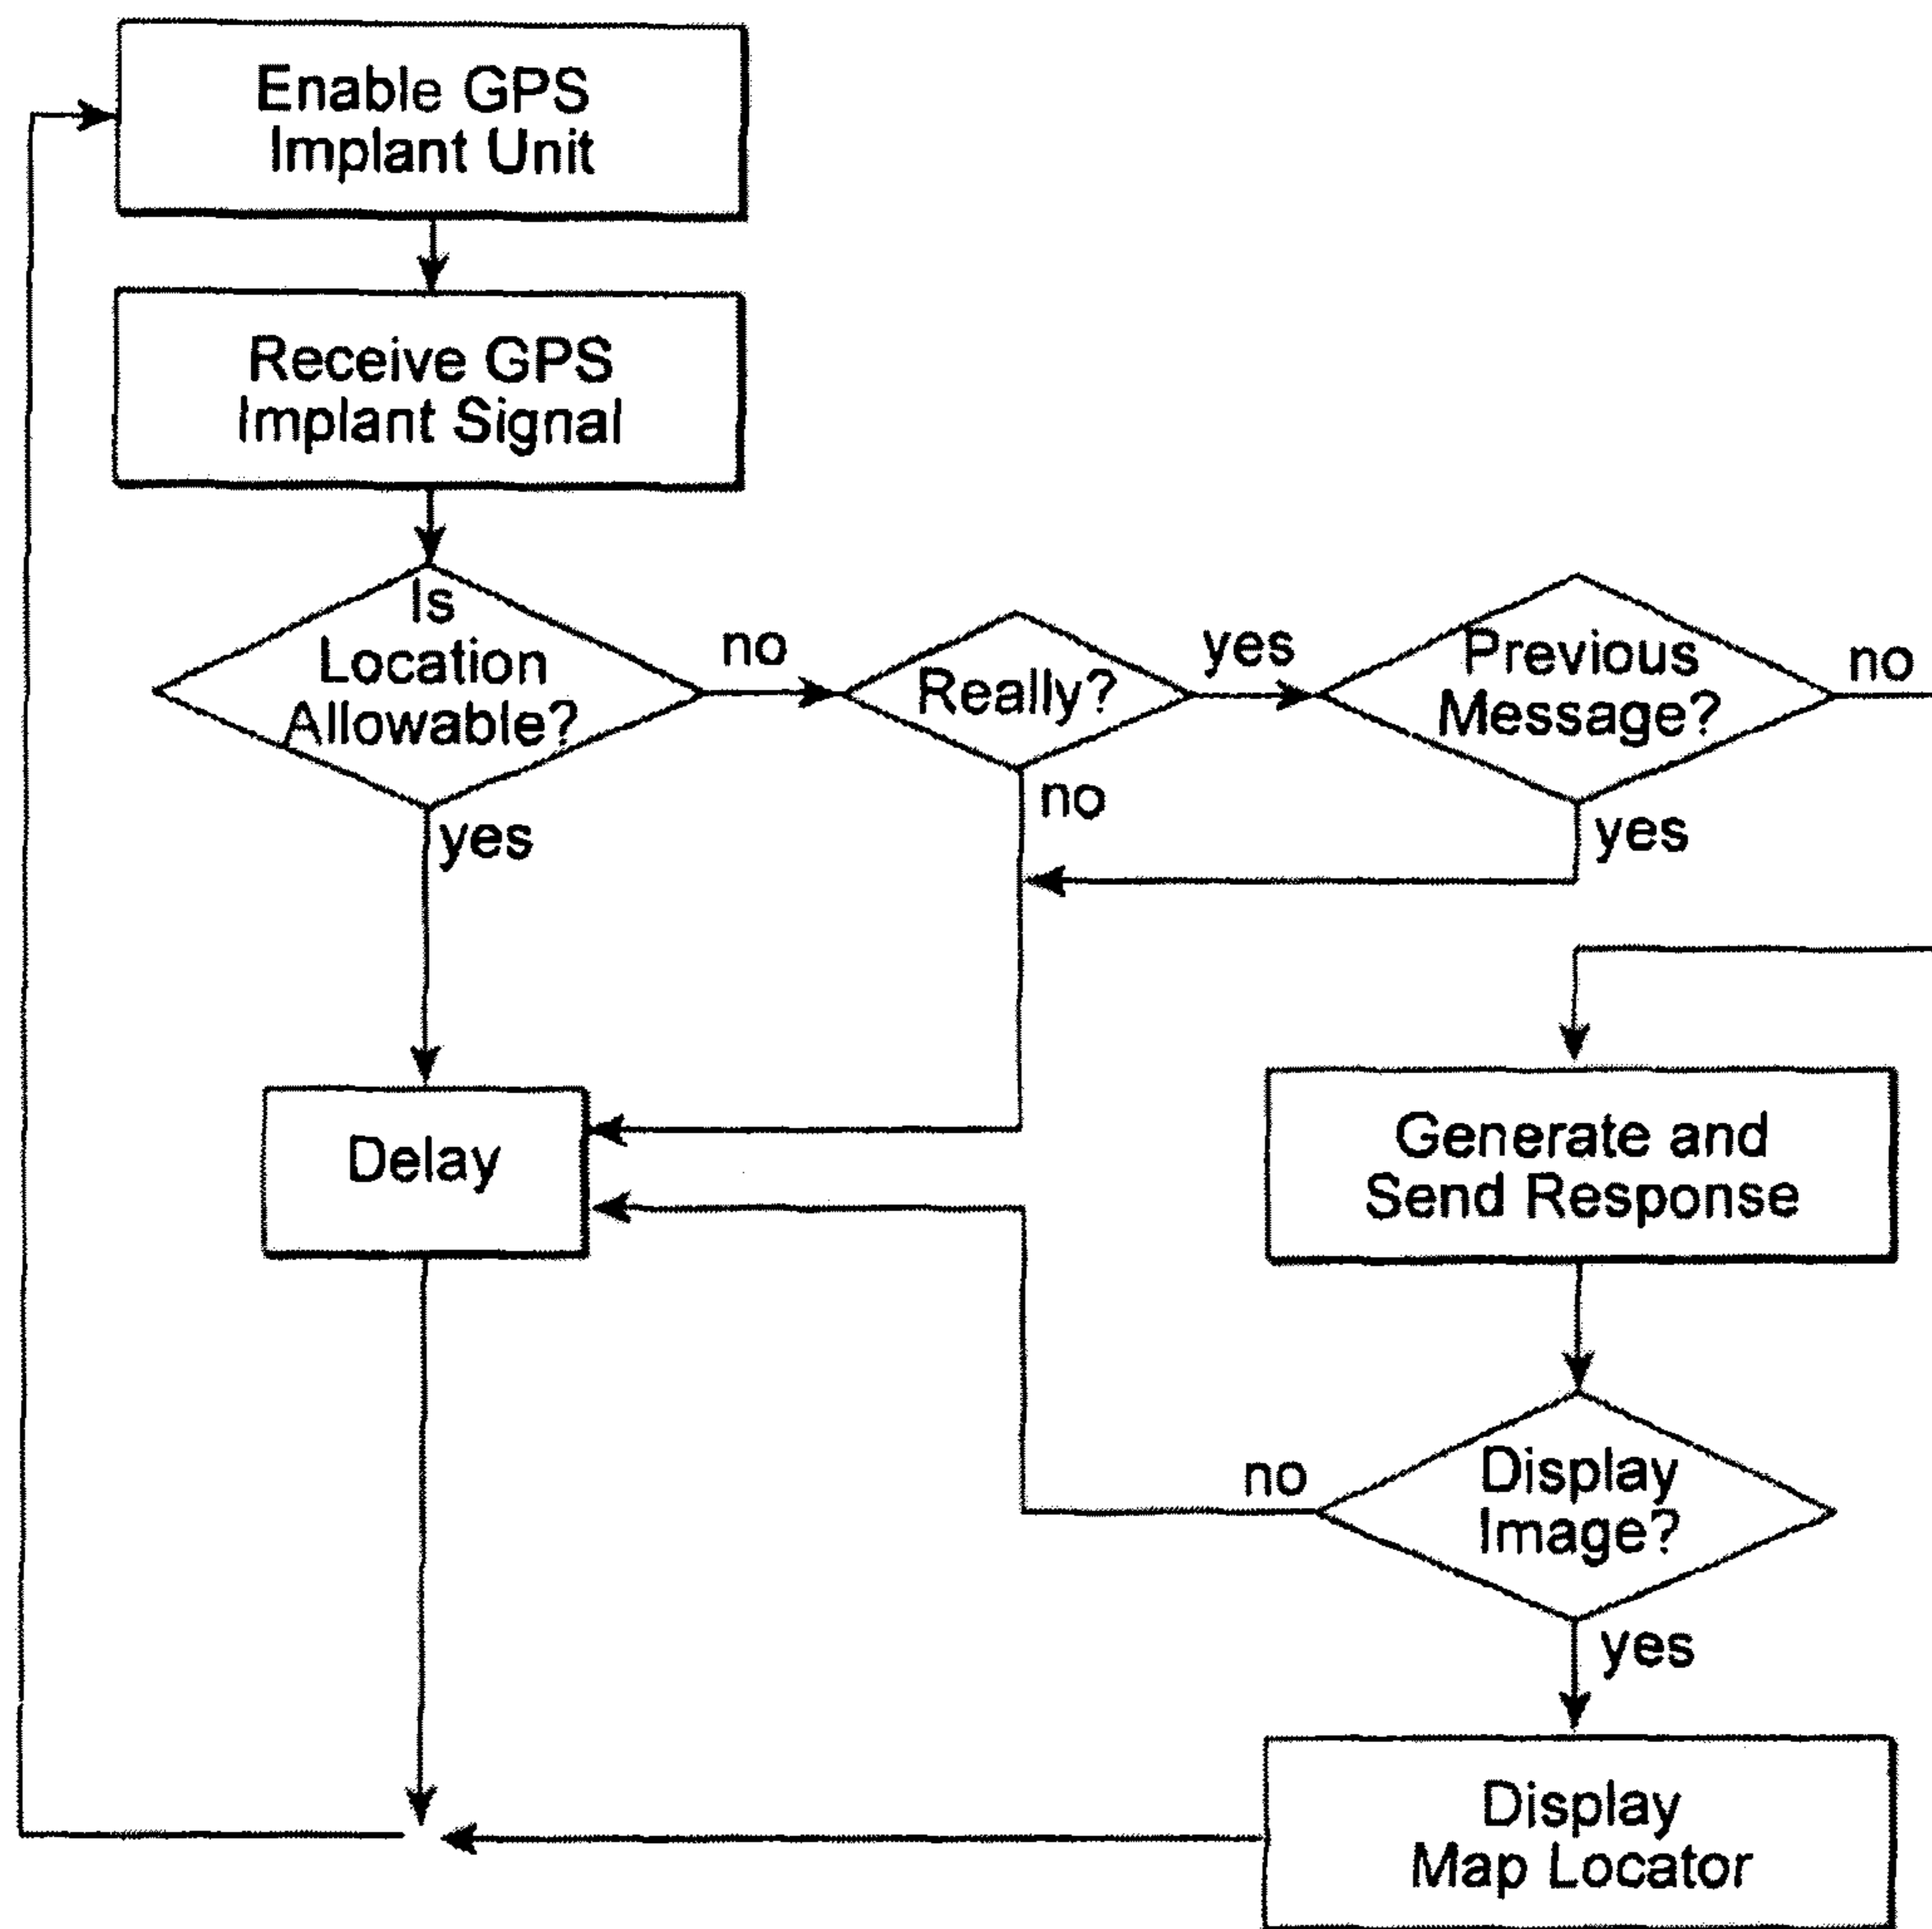 Enable GPS
Implant Unit
Receive GPS
Implant Signal
Is
Location
Allowable?
no
Really?
yes
Previous
Message?
no
yes
no
yes
Delay
Generate and
Send Response
no
Display
Image?
yes
Display
Map Locator